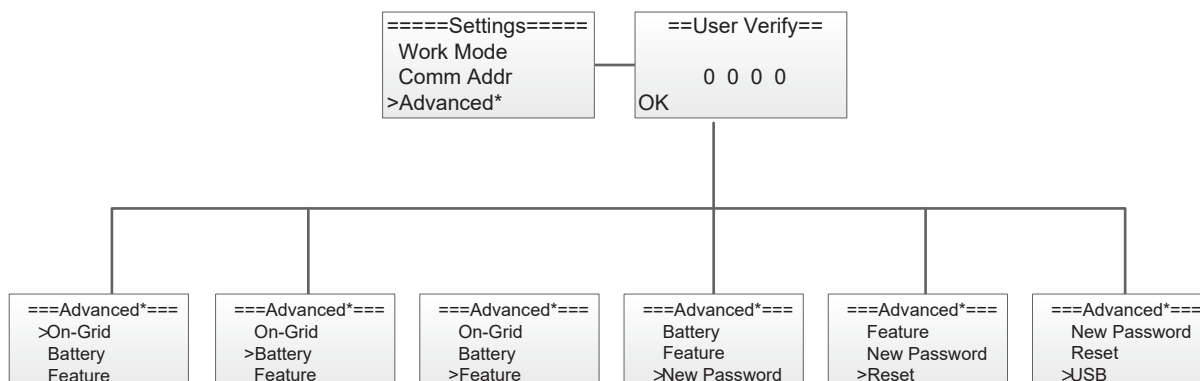 =====Settings=====
Work Mode
Comm Addr
>Advanced*
==User Verify==
0 0 0 0
OK
===Advanced*===
>On-Grid
Battery
Feature
===Advanced*===
On-Grid
>Battery
Feature
===Advanced*===
On-Grid
Battery
>Feature
===Advanced*===
Battery
Feature
>New Password
===Advanced*===
Feature
New Password
>Reset
===Advanced*===
New Password
Reset
>USB